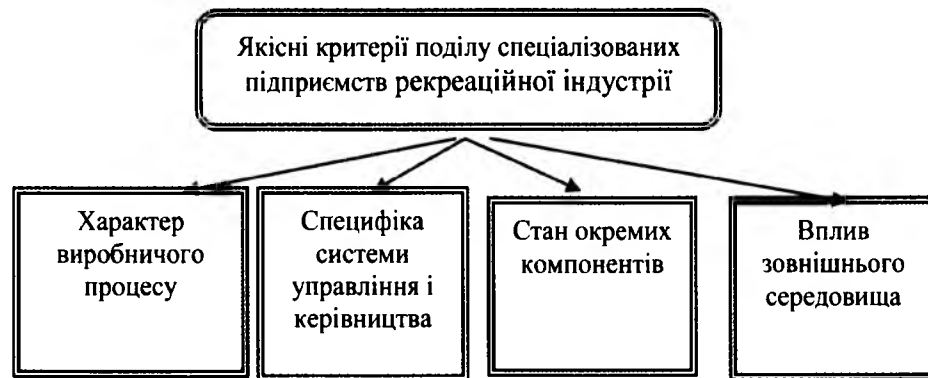 Якісні критерії поділу спеціалізованих
підприємств рекреаційної індустрії
Характер
виробничого
процесу
Специфіка
системи
управління і
керівництва
Стан окремих
компонентів
Вплив
зовнішнього
середовища